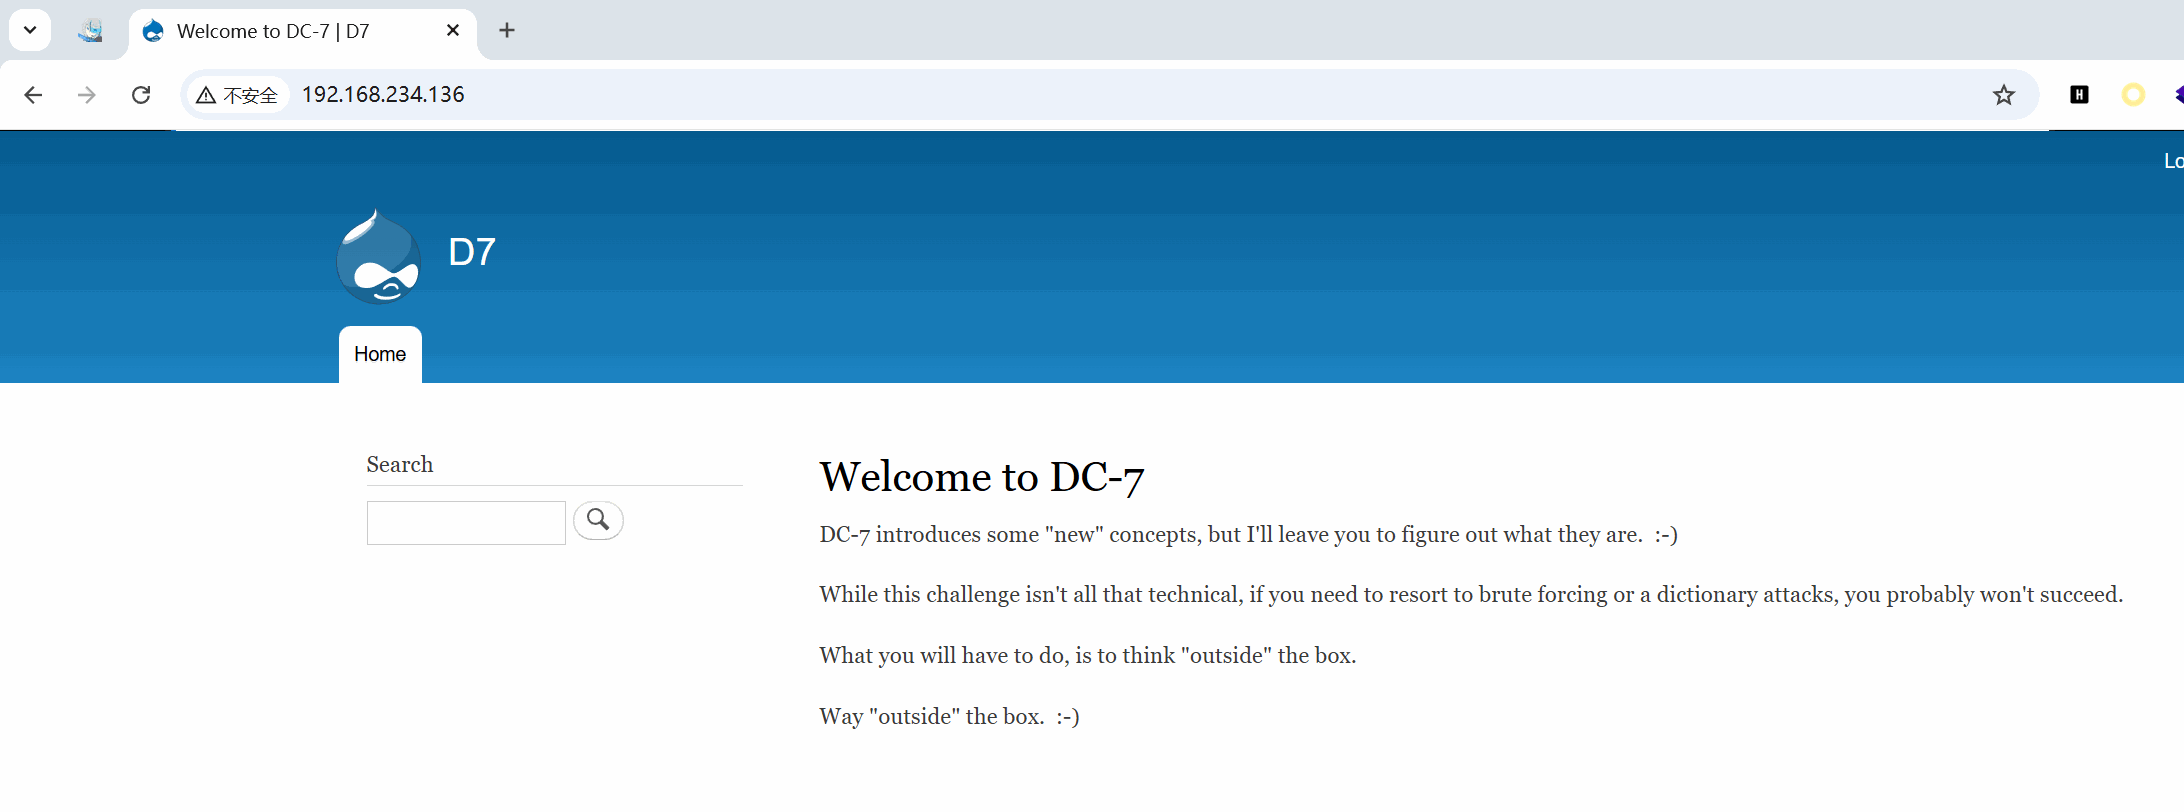 Welcome to DC-7 | D7
不安全 192.168.234.136
Lo
D7
Home
Search
Welcome to DC-7
DC-7 introduces some "new" concepts, but I'll leave you to figure out what they are.  :-)
While this challenge isn't all that technical, if you need to resort to brute forcing or a dictionary attacks, you probably won't succeed.
What you will have to do, is to think "outside" the box.
Way "outside" the box.  :-)